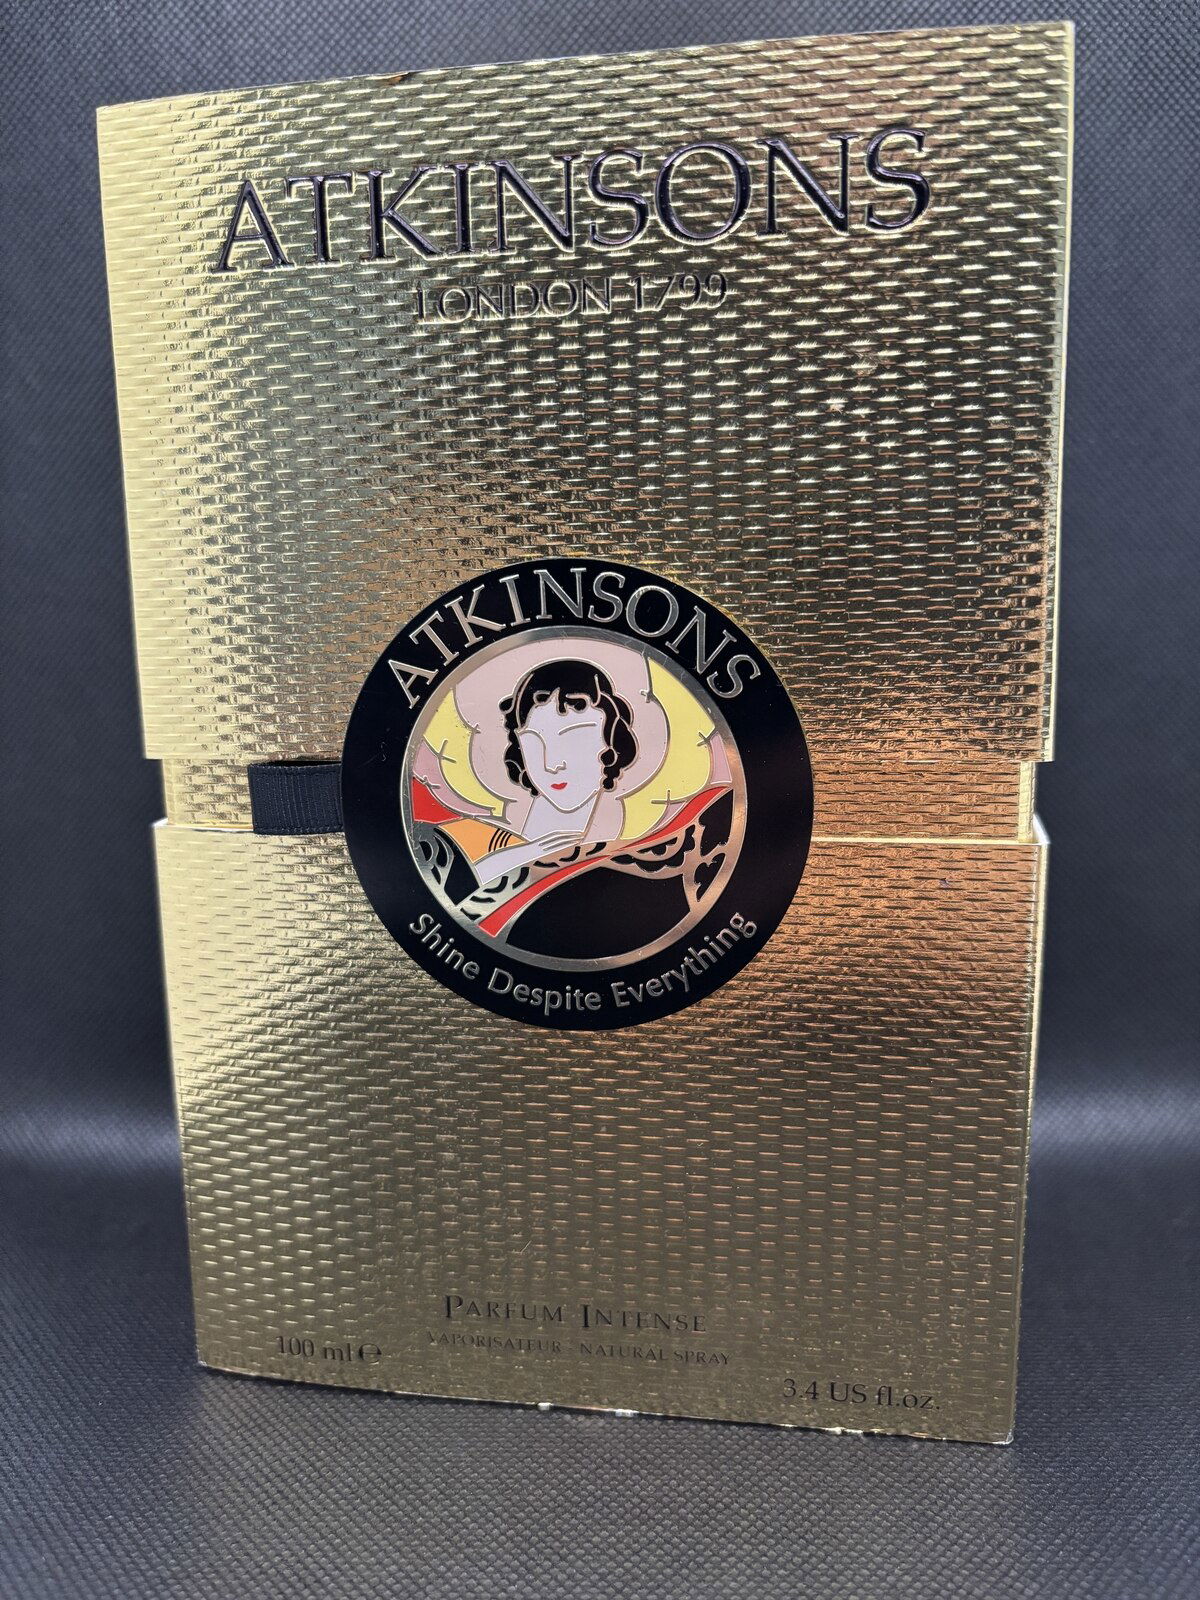 ATKINSONS
LONDON 1799
ATKINSONS
Shine Despite Everything
PARFUM INTENSE
VAPORISATEUR - NATURAL SPRAY
100 ml ℮
3.4 US fl.oz.